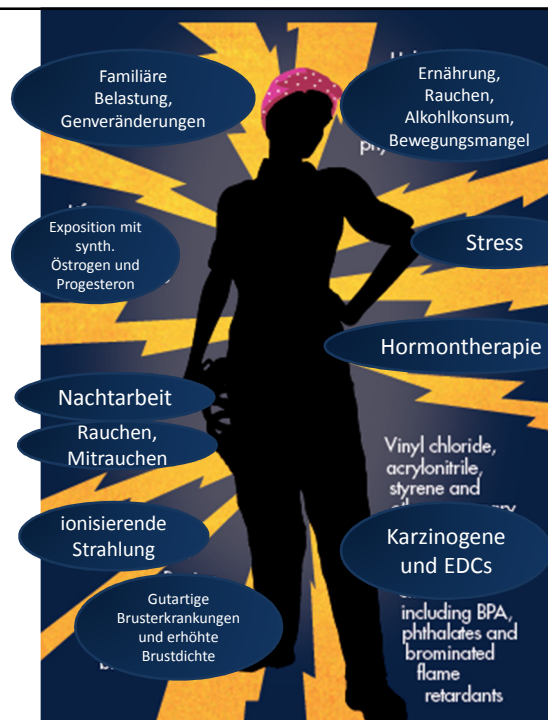 Familiäre
Belastung,
Genveränderungen
Ernährung,
Rauchen,
Alkohlkonsum,
Bewegungsmangel
Exposition mit
synth.
Östrogen und
Progesteron
Stress
Hormontherapie
Nachtarbeit
Rauchen,
Mitrauchen
Vinyl chloride,
acrylonitrile,
styrene and
ionisierende
Strahlung
Karzinogene
und EDCs
Gutartige
Brusterkrankungen
und erhöhte
Brustdichte
including BPA,
phthalates and
brominated
flame
retardants